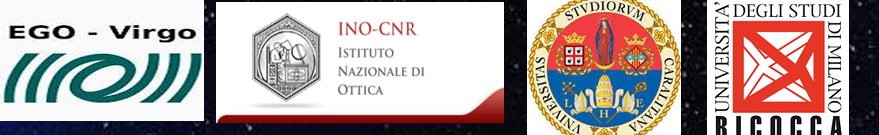 EGO - Virgo
INO-CNR
ISTITUTO
NAZIONALE DI
OTTICA
STVDIORVM
VNIVERSITAS
CARALITANA
L E
H
UNIVERSITÀ
DEGLI STUDI
DI MILANO
BICOCCA